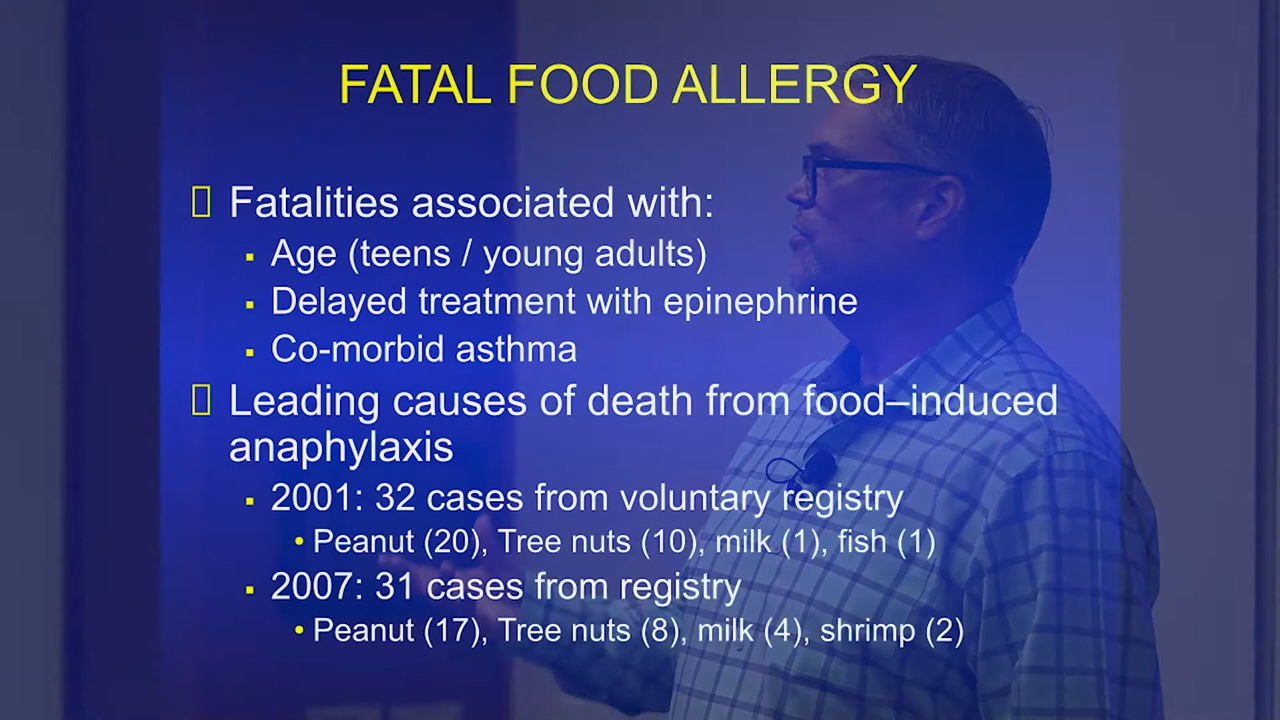 FATAL FOOD ALLERGY
Fatalities associated with:
Age (teens / young adults)
Delayed treatment with epinephrine
Co-morbid asthma
Leading causes of death from food–induced
anaphylaxis
2001: 32 cases from voluntary registry
Peanut (20), Tree nuts (10), milk (1), fish (1)
2007: 31 cases from registry
Peanut (17), Tree nuts (8), milk (4), shrimp (2)